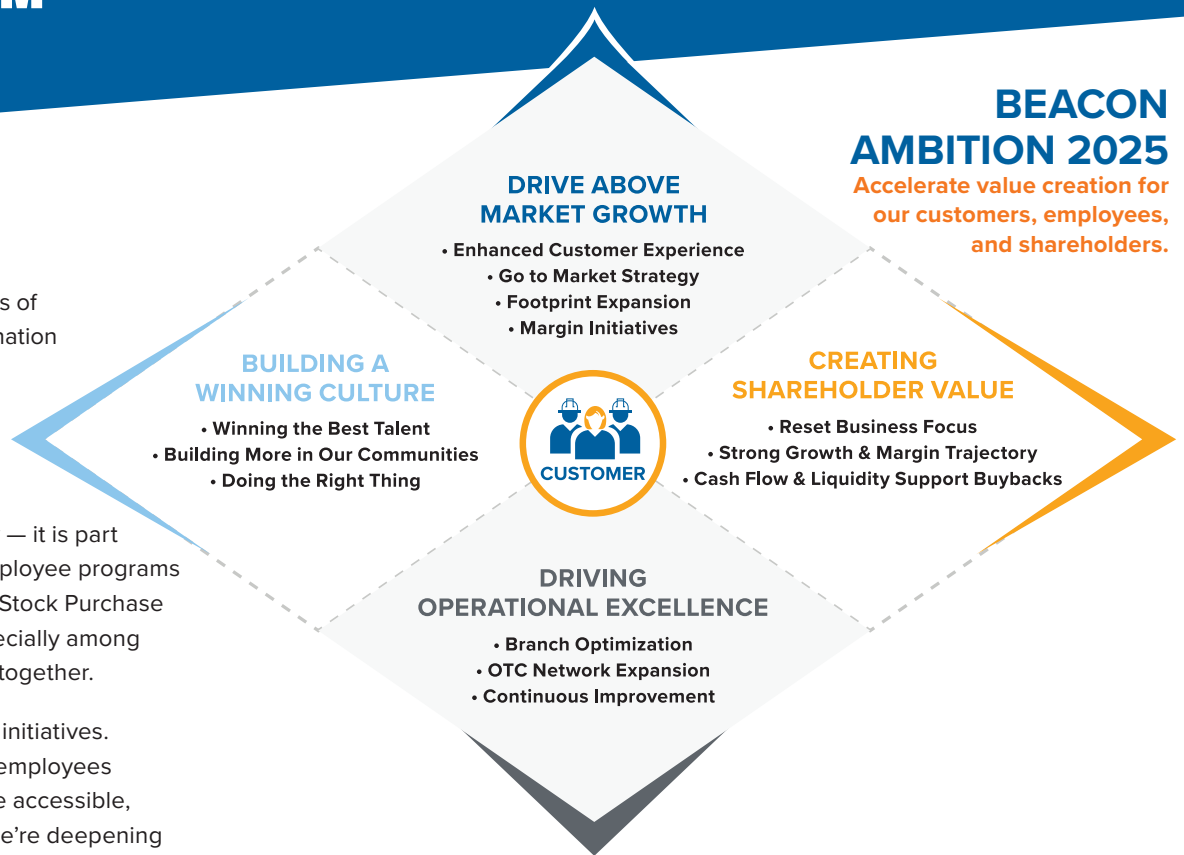 BEACON
AMBITION 2025
Accelerate value creation for
our customers, employees,
and shareholders.
DRIVE ABOVE
MARKET GROWTH
• Enhanced Customer Experience
• Go to Market Strategy
• Footprint Expansion
• Margin Initiatives
BUILDING A
WINNING CULTURE
• Winning the Best Talent
• Building More in Our Communities
• Doing the Right Thing
CUSTOMER
CREATING
SHAREHOLDER VALUE
• Reset Business Focus
• Strong Growth & Margin Trajectory
• Cash Flow & Liquidity Support Buybacks
DRIVING
OPERATIONAL EXCELLENCE
• Branch Optimization
• OTC Network Expansion
• Continuous Improvement
of
— it is part
programs
Stock Purchase
among
together.
initiatives.
employees
accessible,
deepening